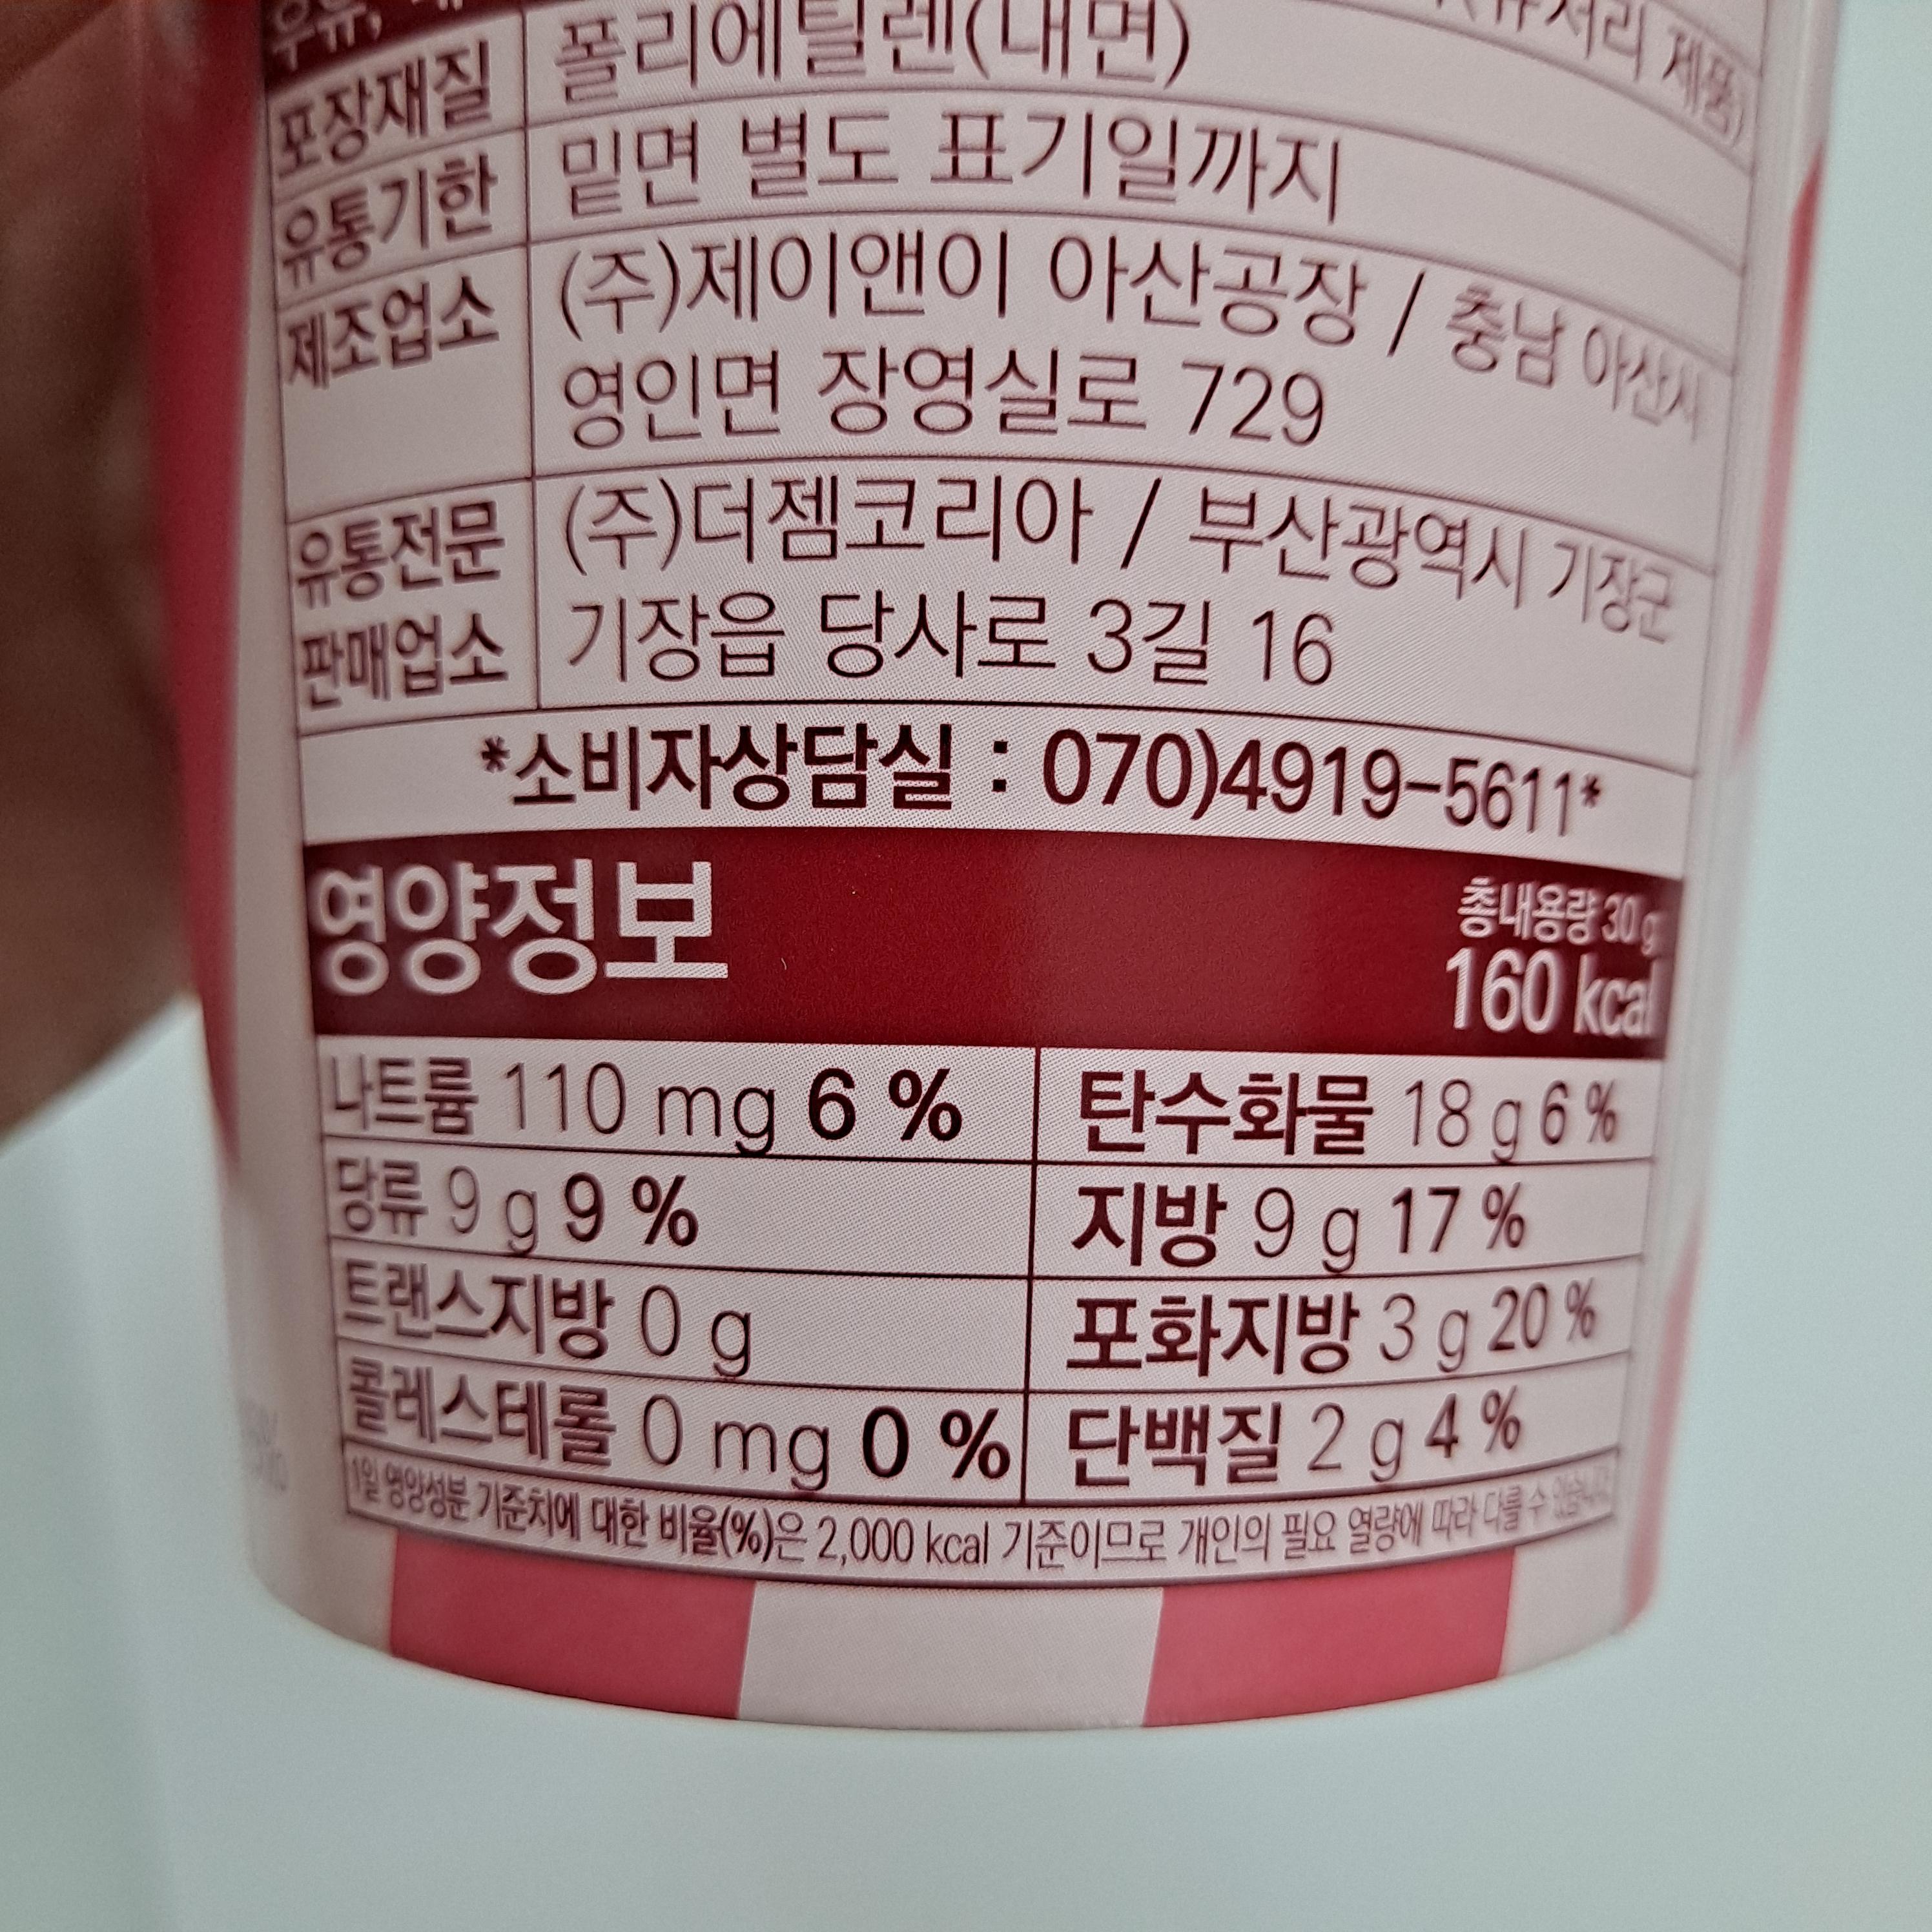 우유,
제품)
포장재질 폴리에틸렌(내면)
유통기한 밑면 별도 표기일까지
제조업소 (주)제이앤이 아산공장 / 충남 아산시
영인면 장영실로 729
유통전문 (주)더젬코리아 / 부산광역시 기장군
판매업소 기장읍 당사로 3길 16
*소비자상담실 : 070)4919-5611*
영양정보 총내용량 30 g
160 kcal
나트륨 110 mg 6 % 탄수화물 18 g 6 %
당류 9 g 9 % 지방 9 g 17 %
트랜스지방 0 g 포화지방 3 g 20 %
콜레스테롤 0 mg 0 % 단백질 2 g 4 %
1일 영양성분 기준치에 대한 비율(%)은 2,000 kcal 기준이므로 개인의 필요 열량에 따라 다를 수 있습니다.